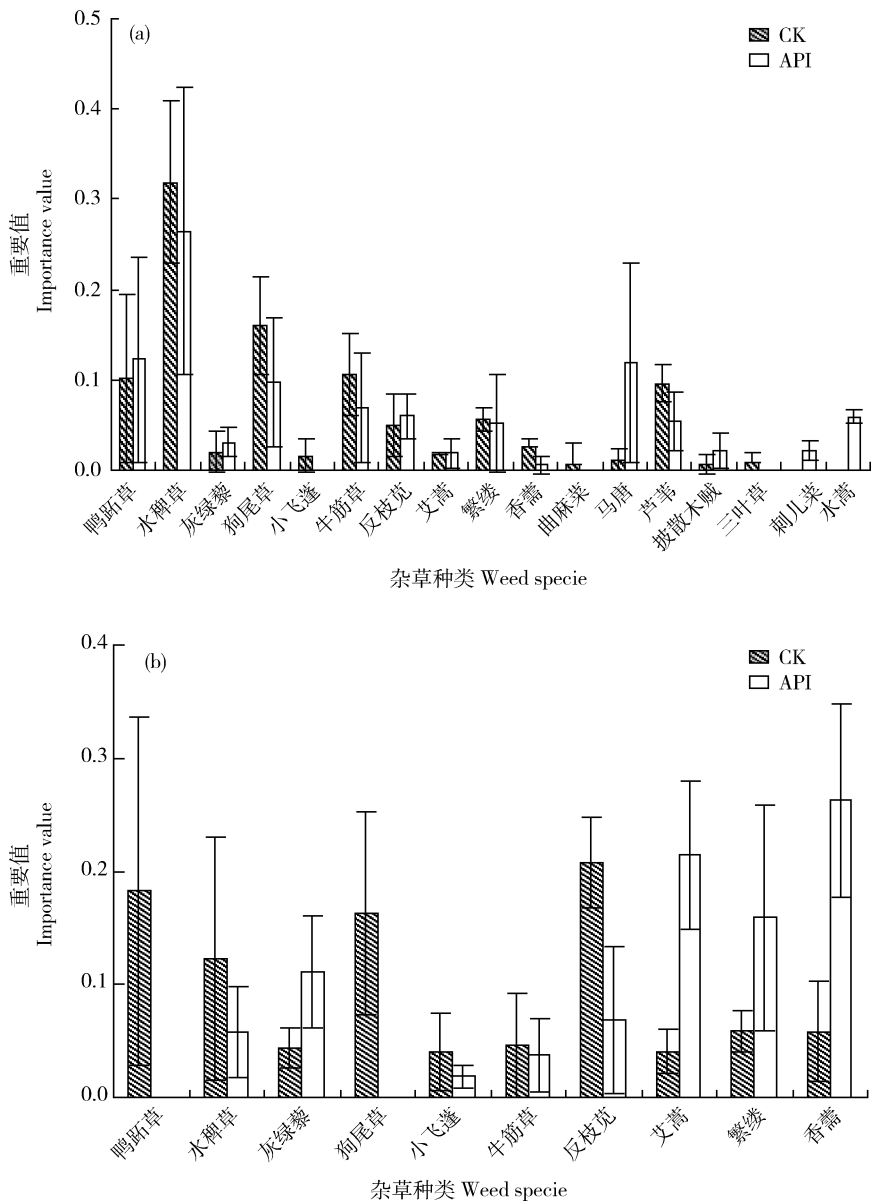 (a)
CK
API
0.5
0.4
0.3
0.2
0.1
0.0
重要值
Importance value
鸭跖草
水稗草
灰绿藜
狗尾草
小飞蓬
牛筋草
反枝苋
艾蒿
繁缕
香薷
曲麻菜
马唐
芦苇
披散木贼
三叶草
刺儿菜
水蒿
杂草种类 Weed specie
(b)
CK
API
0.4
0.3
0.2
0.1
0.0
重要值
Importance value
鸭跖草
水稗草
灰绿藜
狗尾草
小飞蓬
牛筋草
反枝苋
艾蒿
繁缕
香薷
杂草种类 Weed specie